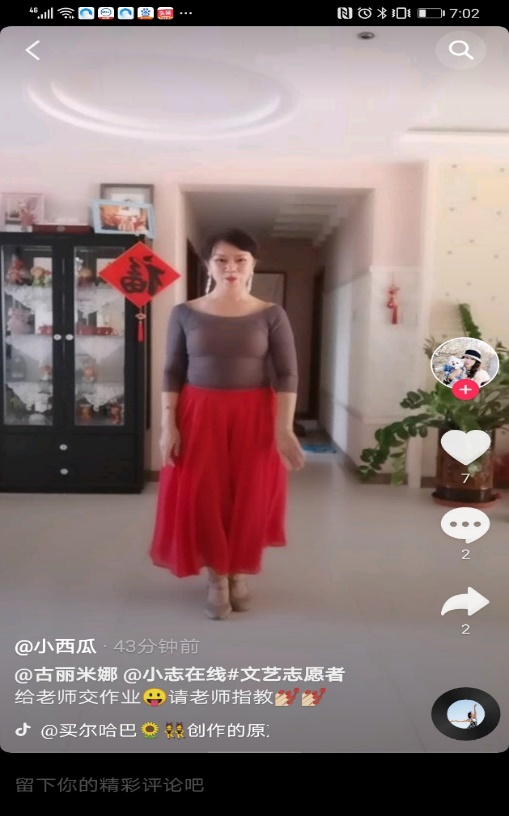 4G
7:02
福
7
2
2
@小西瓜 · 43分钟前
@古丽米娜 @小志在线#文艺志愿者
给老师交作业😛请老师指教💅💅
@买尔哈巴🌻👯创作的原
留下你的精彩评论吧